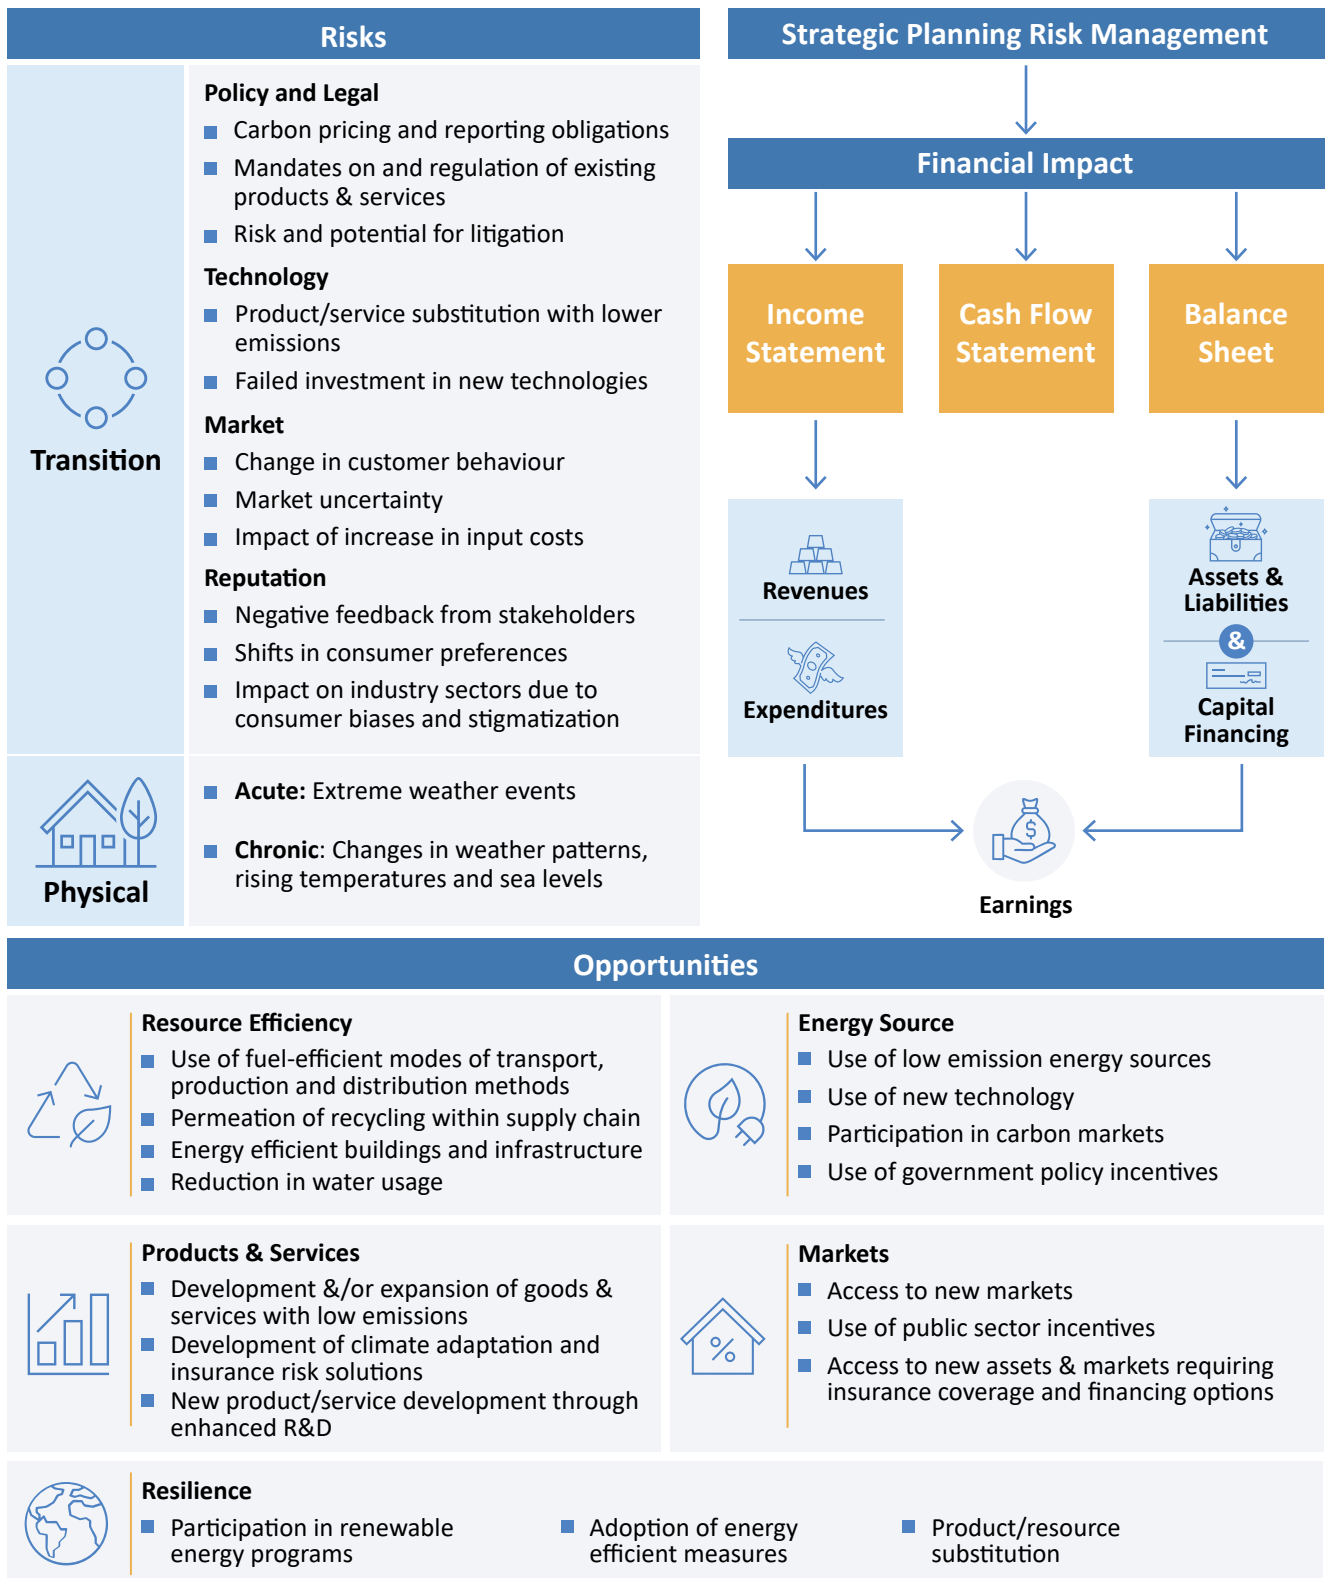 Risks
Transition
Policy and Legal
Carbon pricing and reporting obligations
Mandates on and regulation of existing
products & services
Risk and potential for litigation
Technology
Product/service substitution with lower
emissions
Failed investment in new technologies
Market
Change in customer behaviour
Market uncertainty
Impact of increase in input costs
Reputation
Negative feedback from stakeholders
Shifts in consumer preferences
Impact on industry sectors due to
consumer biases and stigmatization
Physical
Acute: Extreme weather events
Chronic: Changes in weather patterns,
rising temperatures and sea levels
Strategic Planning Risk Management
Financial Impact
Income
Statement
Cash Flow
Statement
Balance
Sheet
Revenues
Expenditures
Assets &
Liabilities
&
Capital
Financing
$
Earnings
Opportunities
Resource Efficiency
Use of fuel-efficient modes of transport,
production and distribution methods
Permeation of recycling within supply chain
Energy efficient buildings and infrastructure
Reduction in water usage
Energy Source
Use of low emission energy sources
Use of new technology
Participation in carbon markets
Use of government policy incentives
Products & Services
Development &/or expansion of goods &
services with low emissions
Development of climate adaptation and
insurance risk solutions
New product/service development through
enhanced R&D
%
Markets
Access to new markets
Use of public sector incentives
Access to new assets & markets requiring
insurance coverage and financing options
Resilience
Participation in renewable
energy programs
Adoption of energy
efficient measures
Product/resource
substitution